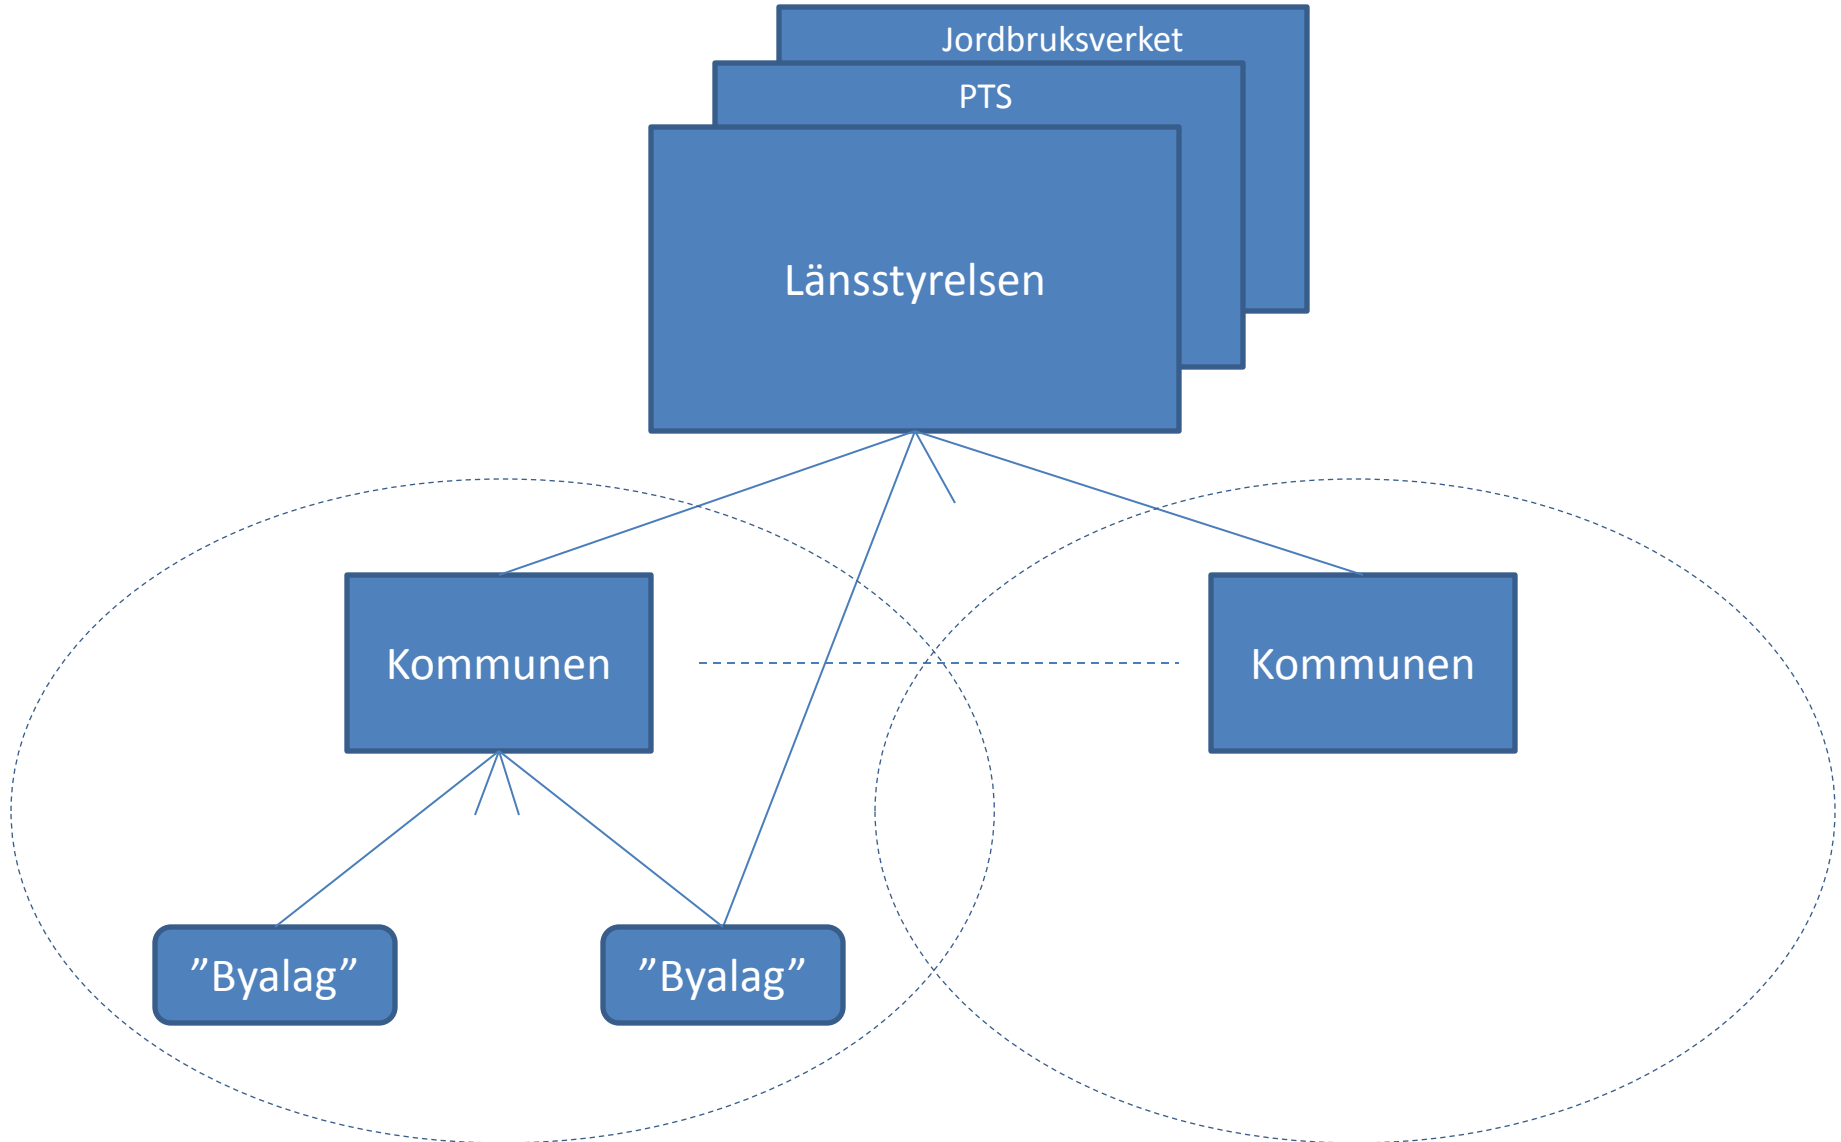 Jordbruksverket
PTS
Länsstyrelsen
Kommunen
Kommunen
”Byalag”
”Byalag”